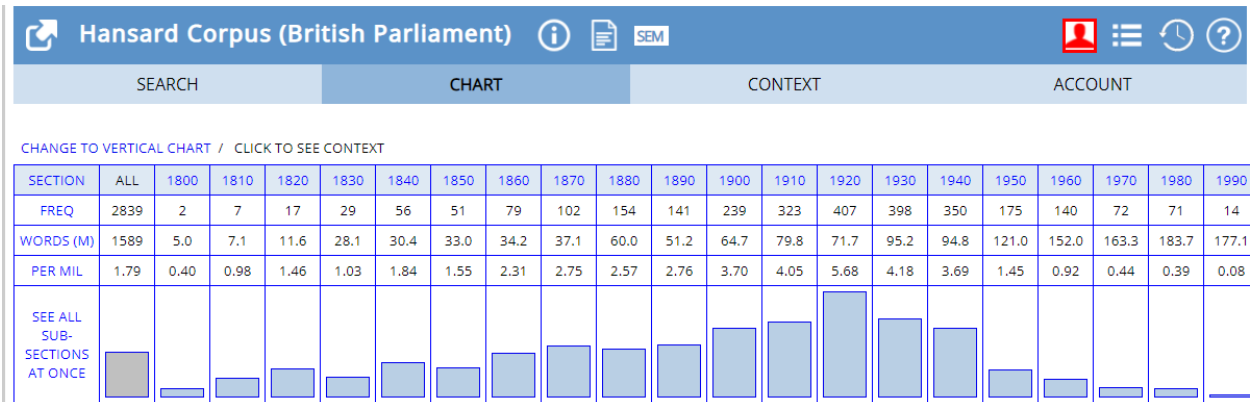 Hansard Corpus (British Parliament) SEM
SEARCH CHART CONTEXT ACCOUNT
CHANGE TO VERTICAL CHART / CLICK TO SEE CONTEXT
SECTION ALL 1800 1810 1820 1830 1840 1850 1860 1870 1880 1890 1900 1910 1920 1930 1940 1950 1960 1970 1980 1990
FREQ 2839 2 7 17 29 56 51 79 102 154 141 239 323 407 398 350 175 140 72 71 14
WORDS (M) 1589 5.0 7.1 11.6 28.1 30.4 33.0 34.2 37.1 60.0 51.2 64.7 79.8 71.7 95.2 94.8 121.0 152.0 163.3 183.7 177.1
PER MIL 1.79 0.40 0.98 1.46 1.03 1.84 1.55 2.31 2.75 2.57 2.76 3.70 4.05 5.68 4.18 3.69 1.45 0.92 0.44 0.39 0.08
SEE ALL
SUB-
SECTIONS
AT ONCE